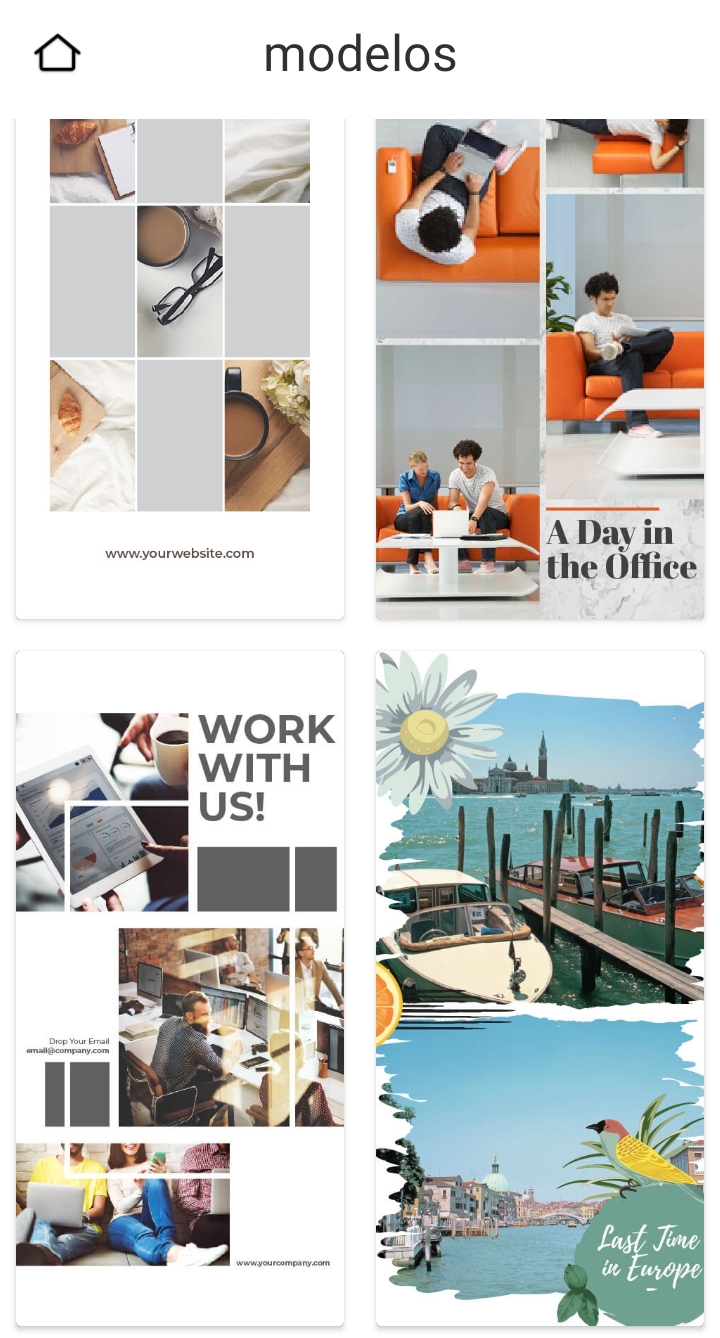 modelos
www.yourwebsite.com
A Day in
the Office
WORK
WITH
US!
Drop Your Email
email@company.com
www.yourcompany.com
Last Time
in Europe